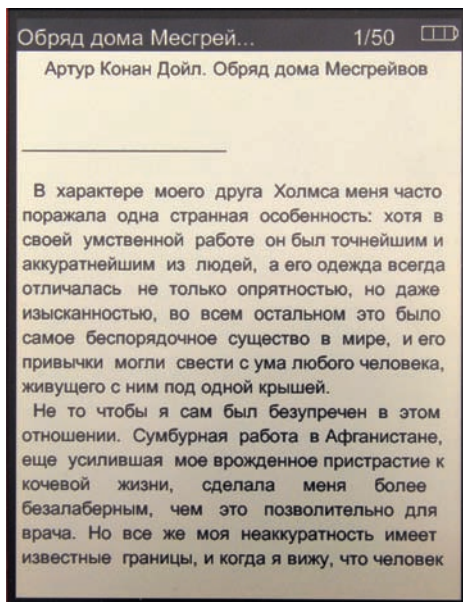 Обряд дома Месгрей... 1/50
Артур Конан Дойл. Обряд дома Месгрейвов
В характере моего друга Холмса меня часто
поражала одна странная особенность: хотя в
своей умственной работе он был точнейшим и
аккуратнейшим из людей, а его одежда всегда
отличалась не только опрятностью, но даже
изысканностью, во всем остальном это было
самое беспорядочное существо в мире, и его
привычки могли свести с ума любого человека,
живущего с ним под одной крышей.
Не то чтобы я сам был безупречен в этом
отношении. Сумбурная работа в Афганистане,
еще усилившая мое врожденное пристрастие к
кочевой жизни, сделала меня более
безалаберным, чем это позволительно для
врача. Но все же моя неаккуратность имеет
известные границы, и когда я вижу, что человек